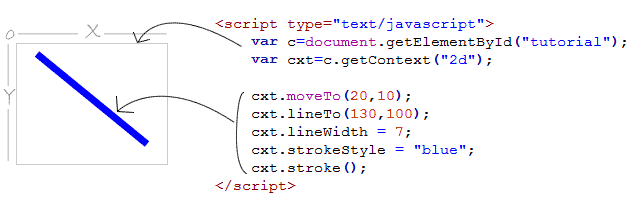 O X
Y
<script type="text/javascript">
var c=document.getElementById("tutorial");
var cxt=c.getContext("2d");
cxt.moveTo(20,10);
cxt.lineTo(130,100);
cxt.lineWidth = 7;
cxt.strokeStyle = "blue";
cxt.stroke();
</script>